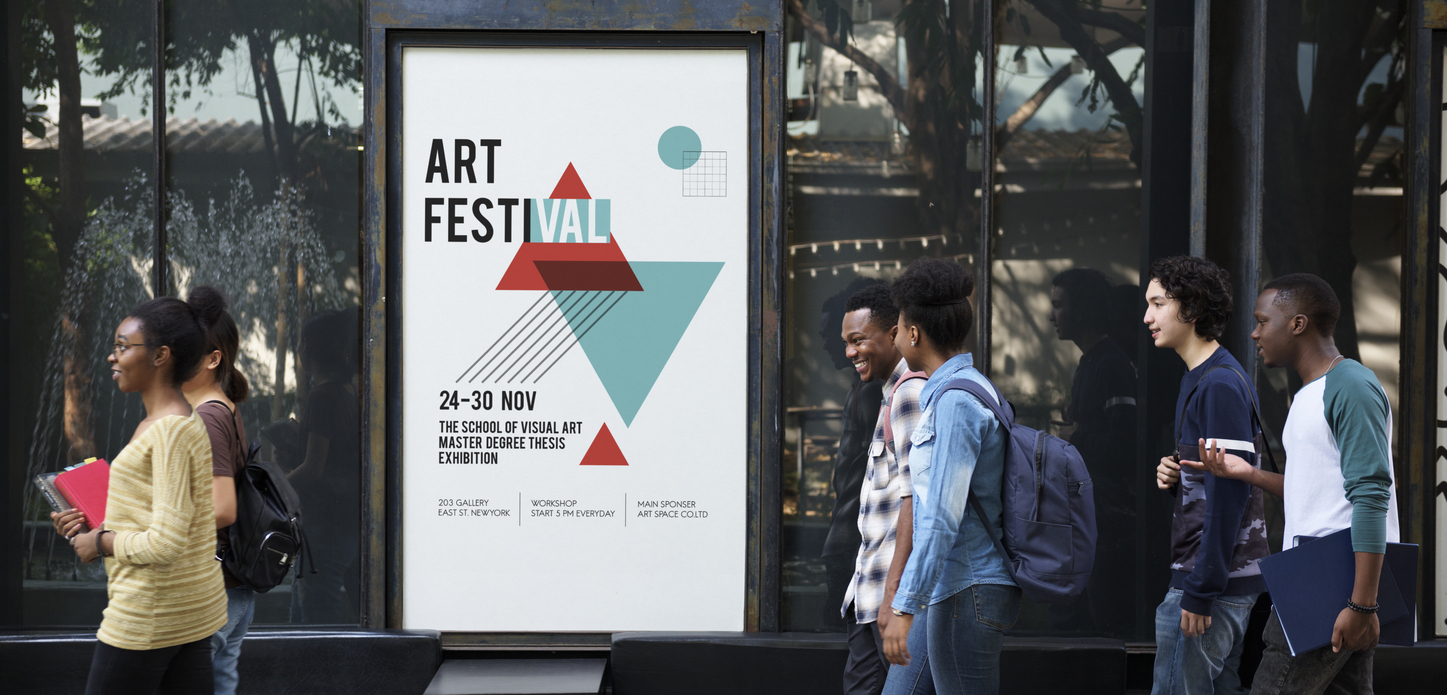 ART
FESTIVAL
24-30 NOV
THE SCHOOL OF VISUAL ART
MASTER DEGREE THESIS
EXHIBITION
203 GALLERY
EAST ST. NEWYORK
WORKSHOP
START 5 PM EVERYDAY
MAIN SPONSER
ART SPACE CO.LTD